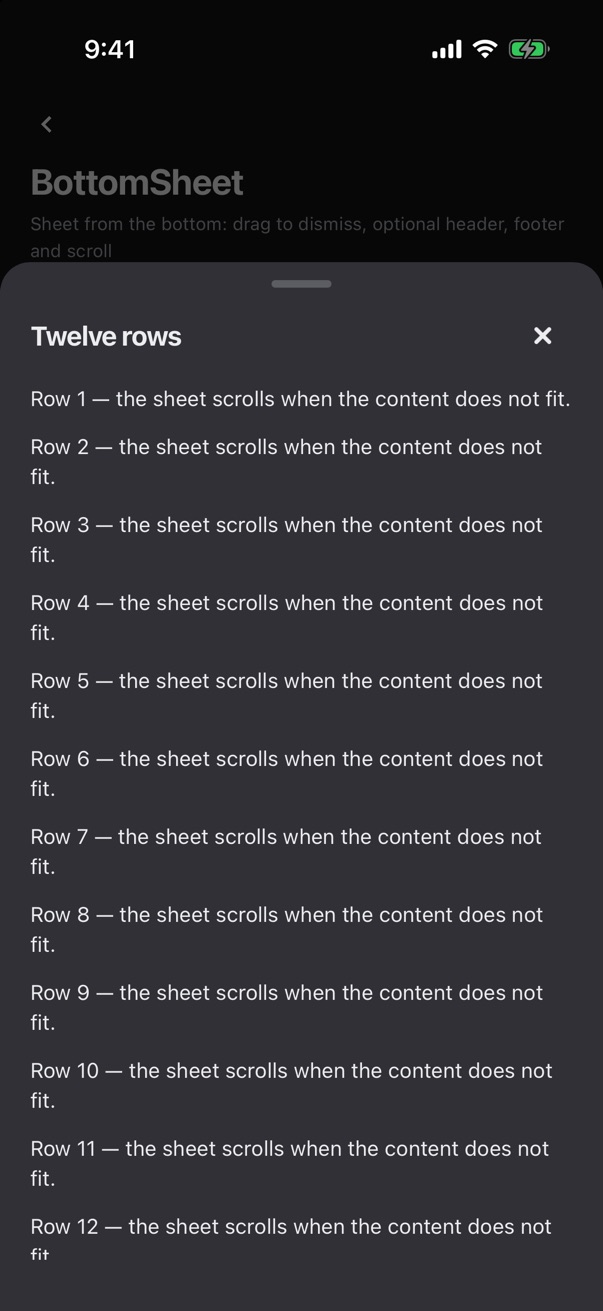 9:41
BottomSheet
Sheet from the bottom: drag to dismiss, optional header, footer
and scroll
Twelve rows
Row 1 — the sheet scrolls when the content does not fit.
Row 2 — the sheet scrolls when the content does not
fit.
Row 3 — the sheet scrolls when the content does not
fit.
Row 4 — the sheet scrolls when the content does not
fit.
Row 5 — the sheet scrolls when the content does not
fit.
Row 6 — the sheet scrolls when the content does not
fit.
Row 7 — the sheet scrolls when the content does not
fit.
Row 8 — the sheet scrolls when the content does not
fit.
Row 9 — the sheet scrolls when the content does not
fit.
Row 10 — the sheet scrolls when the content does not
fit.
Row 11 — the sheet scrolls when the content does not
fit.
Row 12 — the sheet scrolls when the content does not
fit